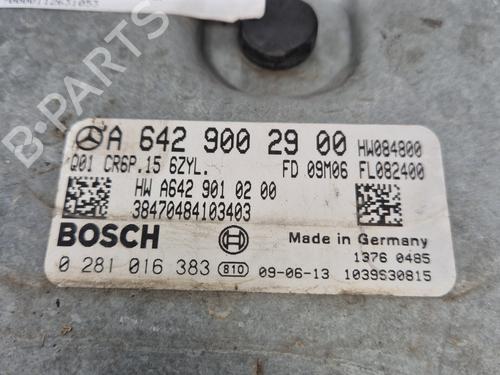 A 642 900 29 00 HW084800
Q01 CR6P.15 6ZYL. FD 09M06 FL082400
HW A642 901 02 00
38470484103403
BOSCH
Made in Germany
1376 0485
0 281 016 383 810 09-06-13 1039S30815
B-PARTS